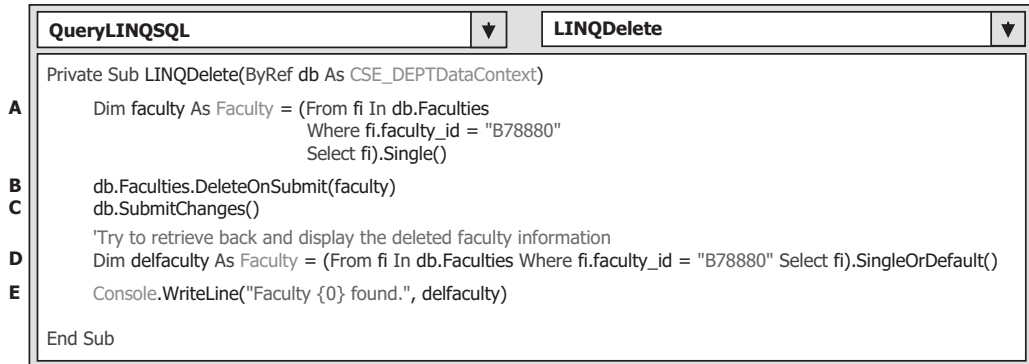 QueryLINQSQL LINQDelete
Private Sub LINQDelete(ByRef db As CSE_DEPTDataContext)
A Dim faculty As Faculty = (From fi In db.Faculties
Where fi.faculty_id = "B78880"
Select fi).Single()
B db.Faculties.DeleteOnSubmit(faculty)
C db.SubmitChanges()
'Try to retrieve back and display the deleted faculty information
D Dim delfaculty As Faculty = (From fi In db.Faculties Where fi.faculty_id = "B78880" Select fi).SingleOrDefault()
E Console.WriteLine("Faculty {0} found.", delfaculty)
End Sub